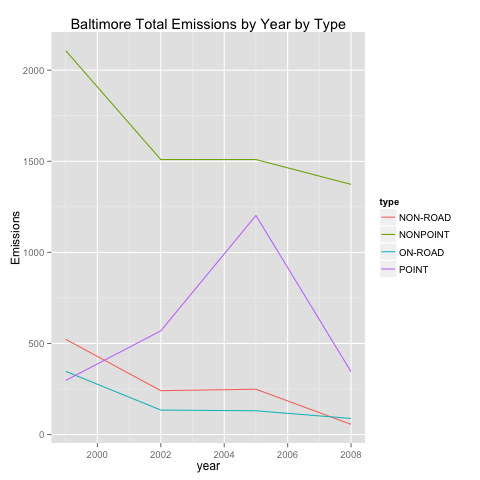 Baltimore Total Emissions by Year by Type
2000
1500
1000
500
0
Emissions
2000 2002 2004 2006 2008
year
type
NON-ROAD
NONPOINT
ON-ROAD
POINT